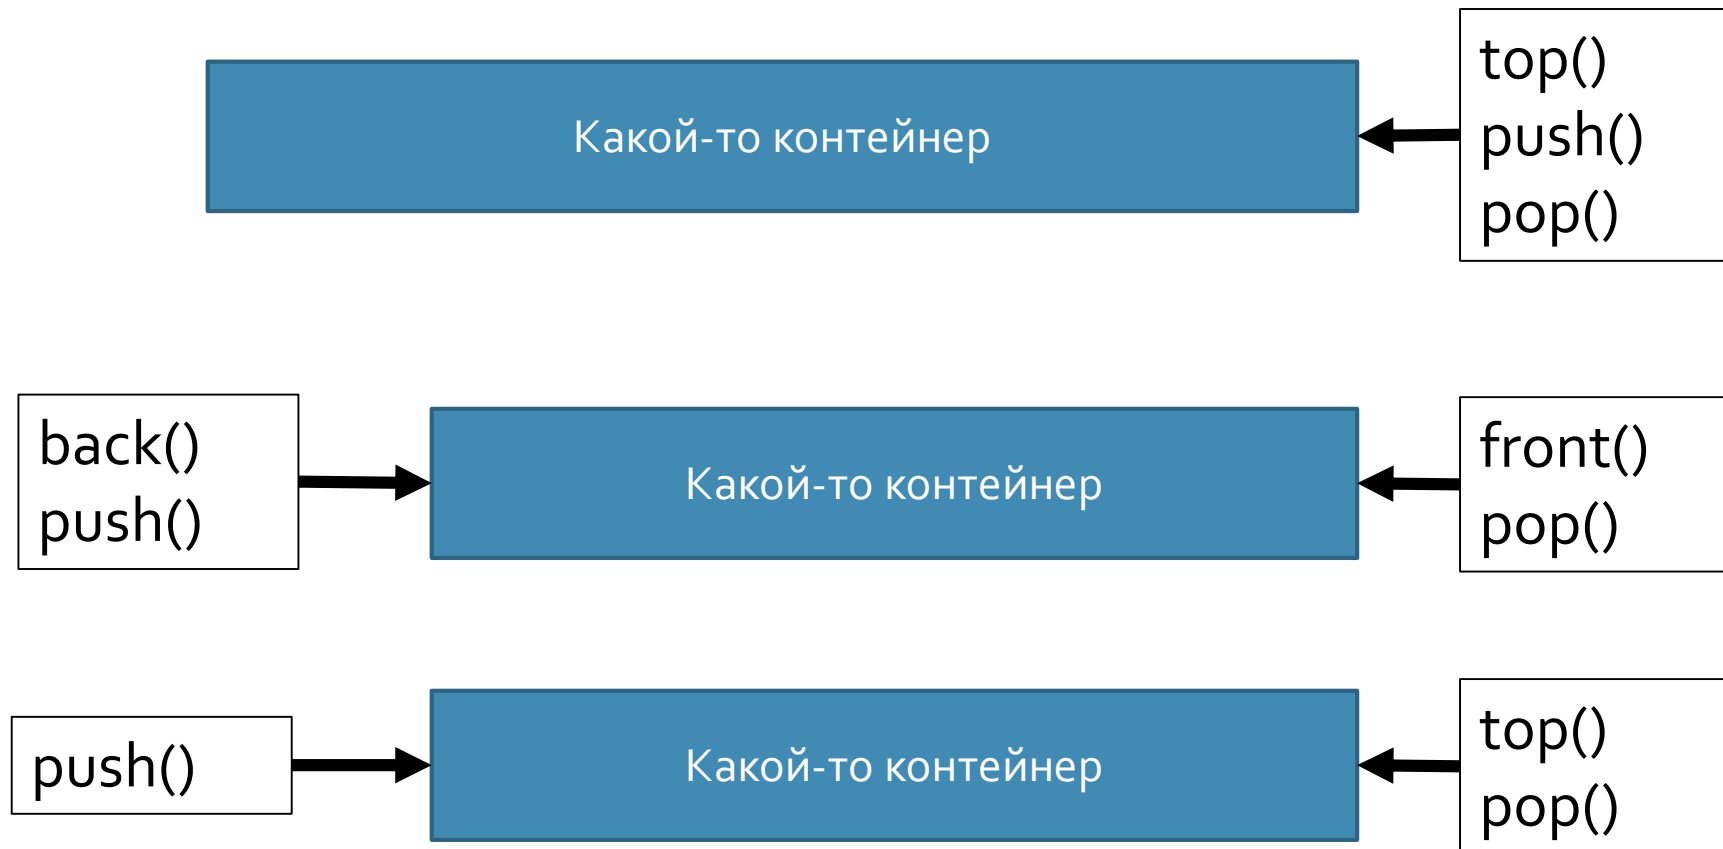 Какой-то контейнер
top()
push()
pop()
back()
push()
Какой-то контейнер
front()
pop()
push()
Какой-то контейнер
top()
pop()